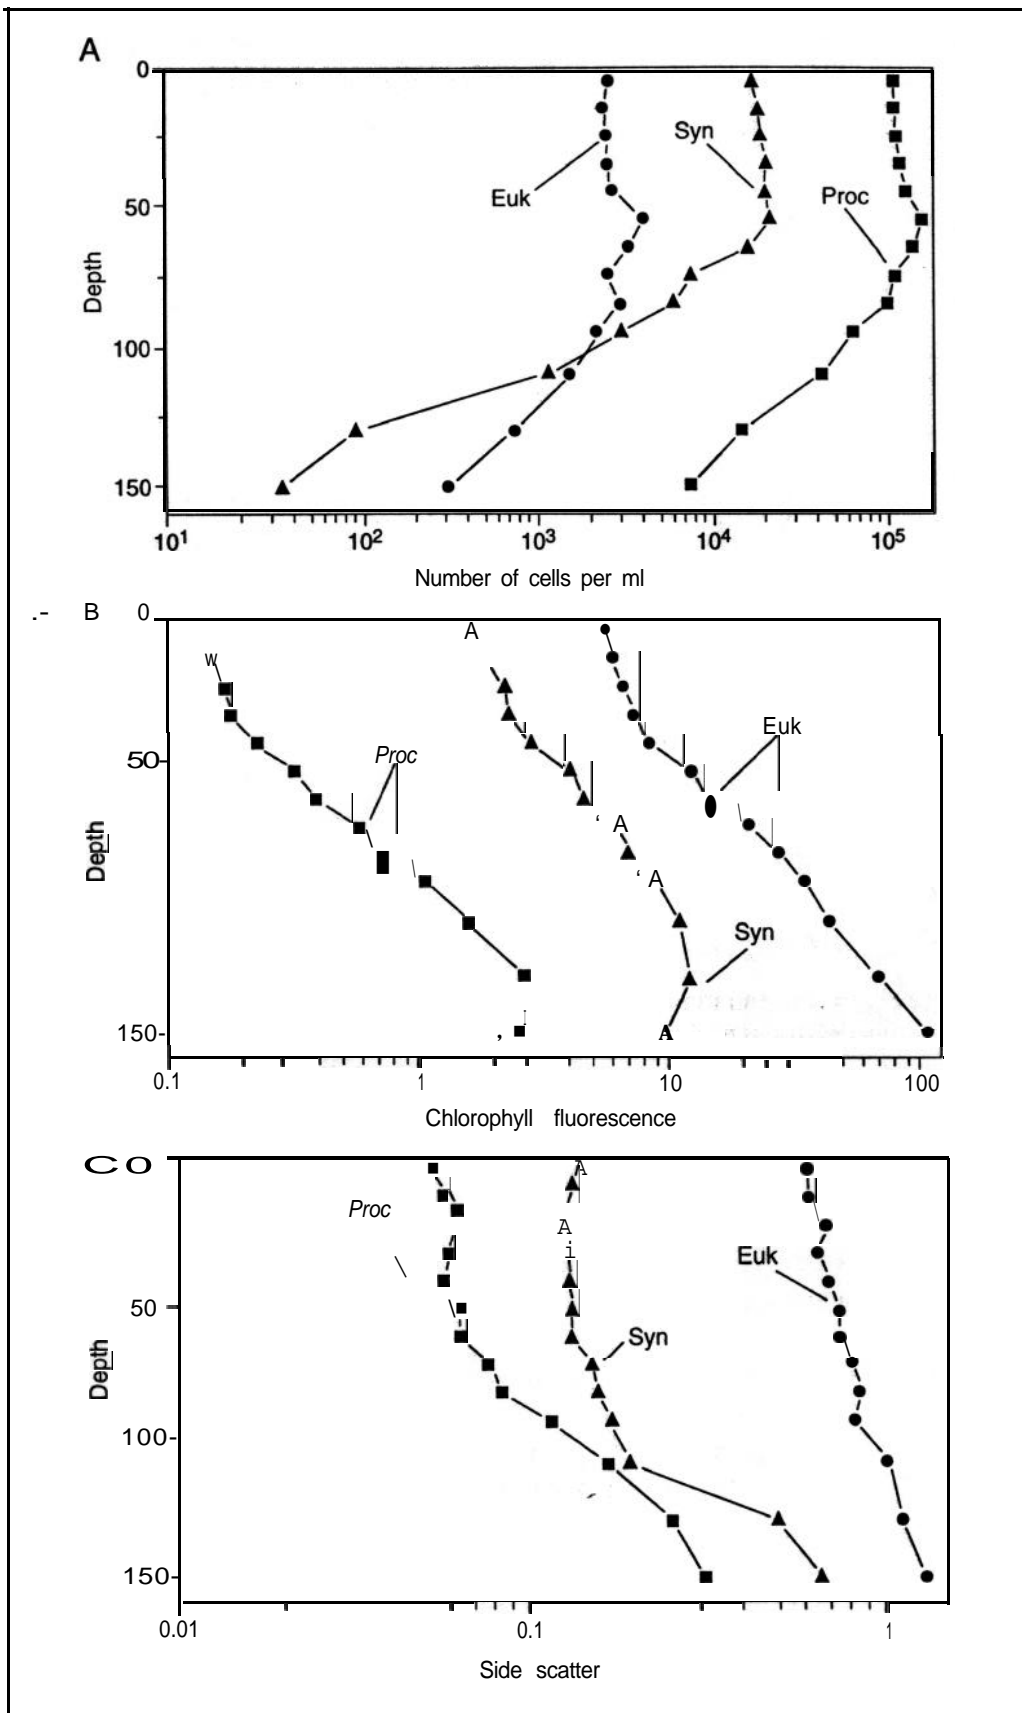 A
0
Syn
Euk
Proc
50
Depth
100
150
10¹ 10² 10³ 10⁴ 10⁵
Number of cells per ml
.- B 0
A
w
Euk
50
Proc
‘ A
Depth
‘ A
Syn
150 , A
0.1 1 10 100
Chlorophyll fluorescence
C 0
A
Proc
A
i
Euk
50
Syn
Depth
100
150
0.01 0.1 1
Side scatter